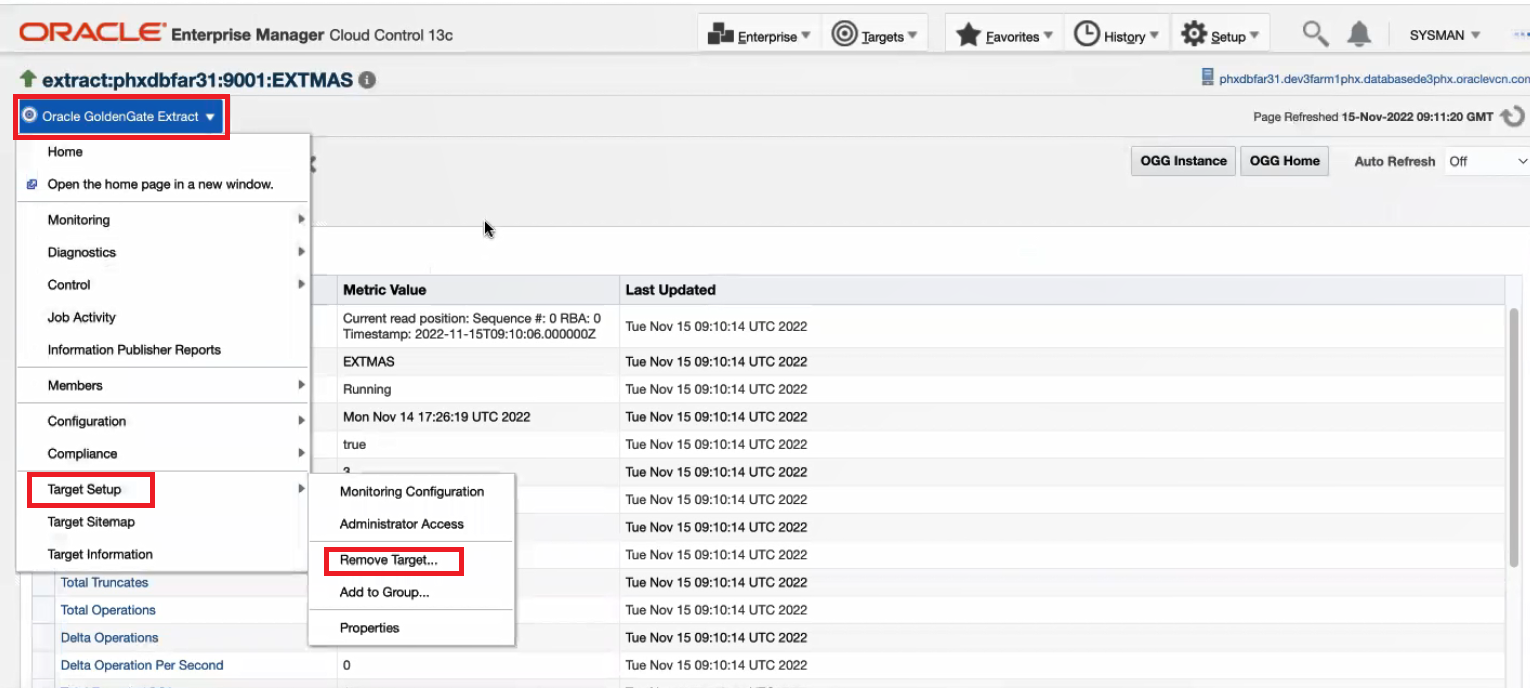 ORACLE Enterprise Manager Cloud Control 13c
Enterprise
Targets
Favorites
History
Setup
SYSMAN
extract:phxdbfar31:9001:EXTMAS
phxdbfar31.dev3farm1phx.databasede3phx.oraclevcn.com
Oracle GoldenGate Extract
Page Refreshed 15-Nov-2022 09:11:20 GMT
Home
Open the home page in a new window.
Monitoring
Diagnostics
Control
Job Activity
Information Publisher Reports
Members
Configuration
Compliance
Target Setup
Target Sitemap
Target Information
Monitoring Configuration
Administrator Access
Remove Target...
Add to Group...
Properties
OGG Instance
OGG Home
Auto Refresh Off
Metric Value Last Updated
Current read position: Sequence #: 0 RBA: 0
Timestamp: 2022-11-15T09:10:06.000000Z
Tue Nov 15 09:10:14 UTC 2022
EXTMAS Tue Nov 15 09:10:14 UTC 2022
Running Tue Nov 15 09:10:14 UTC 2022
Mon Nov 14 17:26:19 UTC 2022 Tue Nov 15 09:10:14 UTC 2022
true Tue Nov 15 09:10:14 UTC 2022
3 Tue Nov 15 09:10:14 UTC 2022
Tue Nov 15 09:10:14 UTC 2022
Tue Nov 15 09:10:14 UTC 2022
Tue Nov 15 09:10:14 UTC 2022
Total Truncates Tue Nov 15 09:10:14 UTC 2022
Total Operations Tue Nov 15 09:10:14 UTC 2022
Delta Operations Tue Nov 15 09:10:14 UTC 2022
Delta Operation Per Second 0 Tue Nov 15 09:10:14 UTC 2022